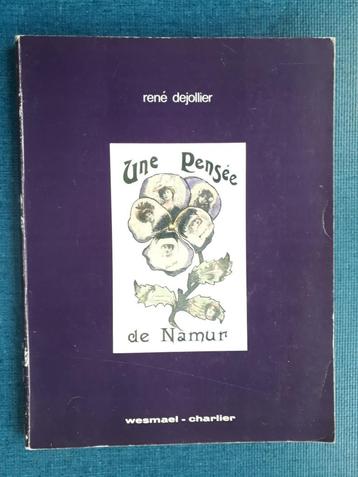 rené dejollier
Une Pensée
de Namur
wesmael - charlier